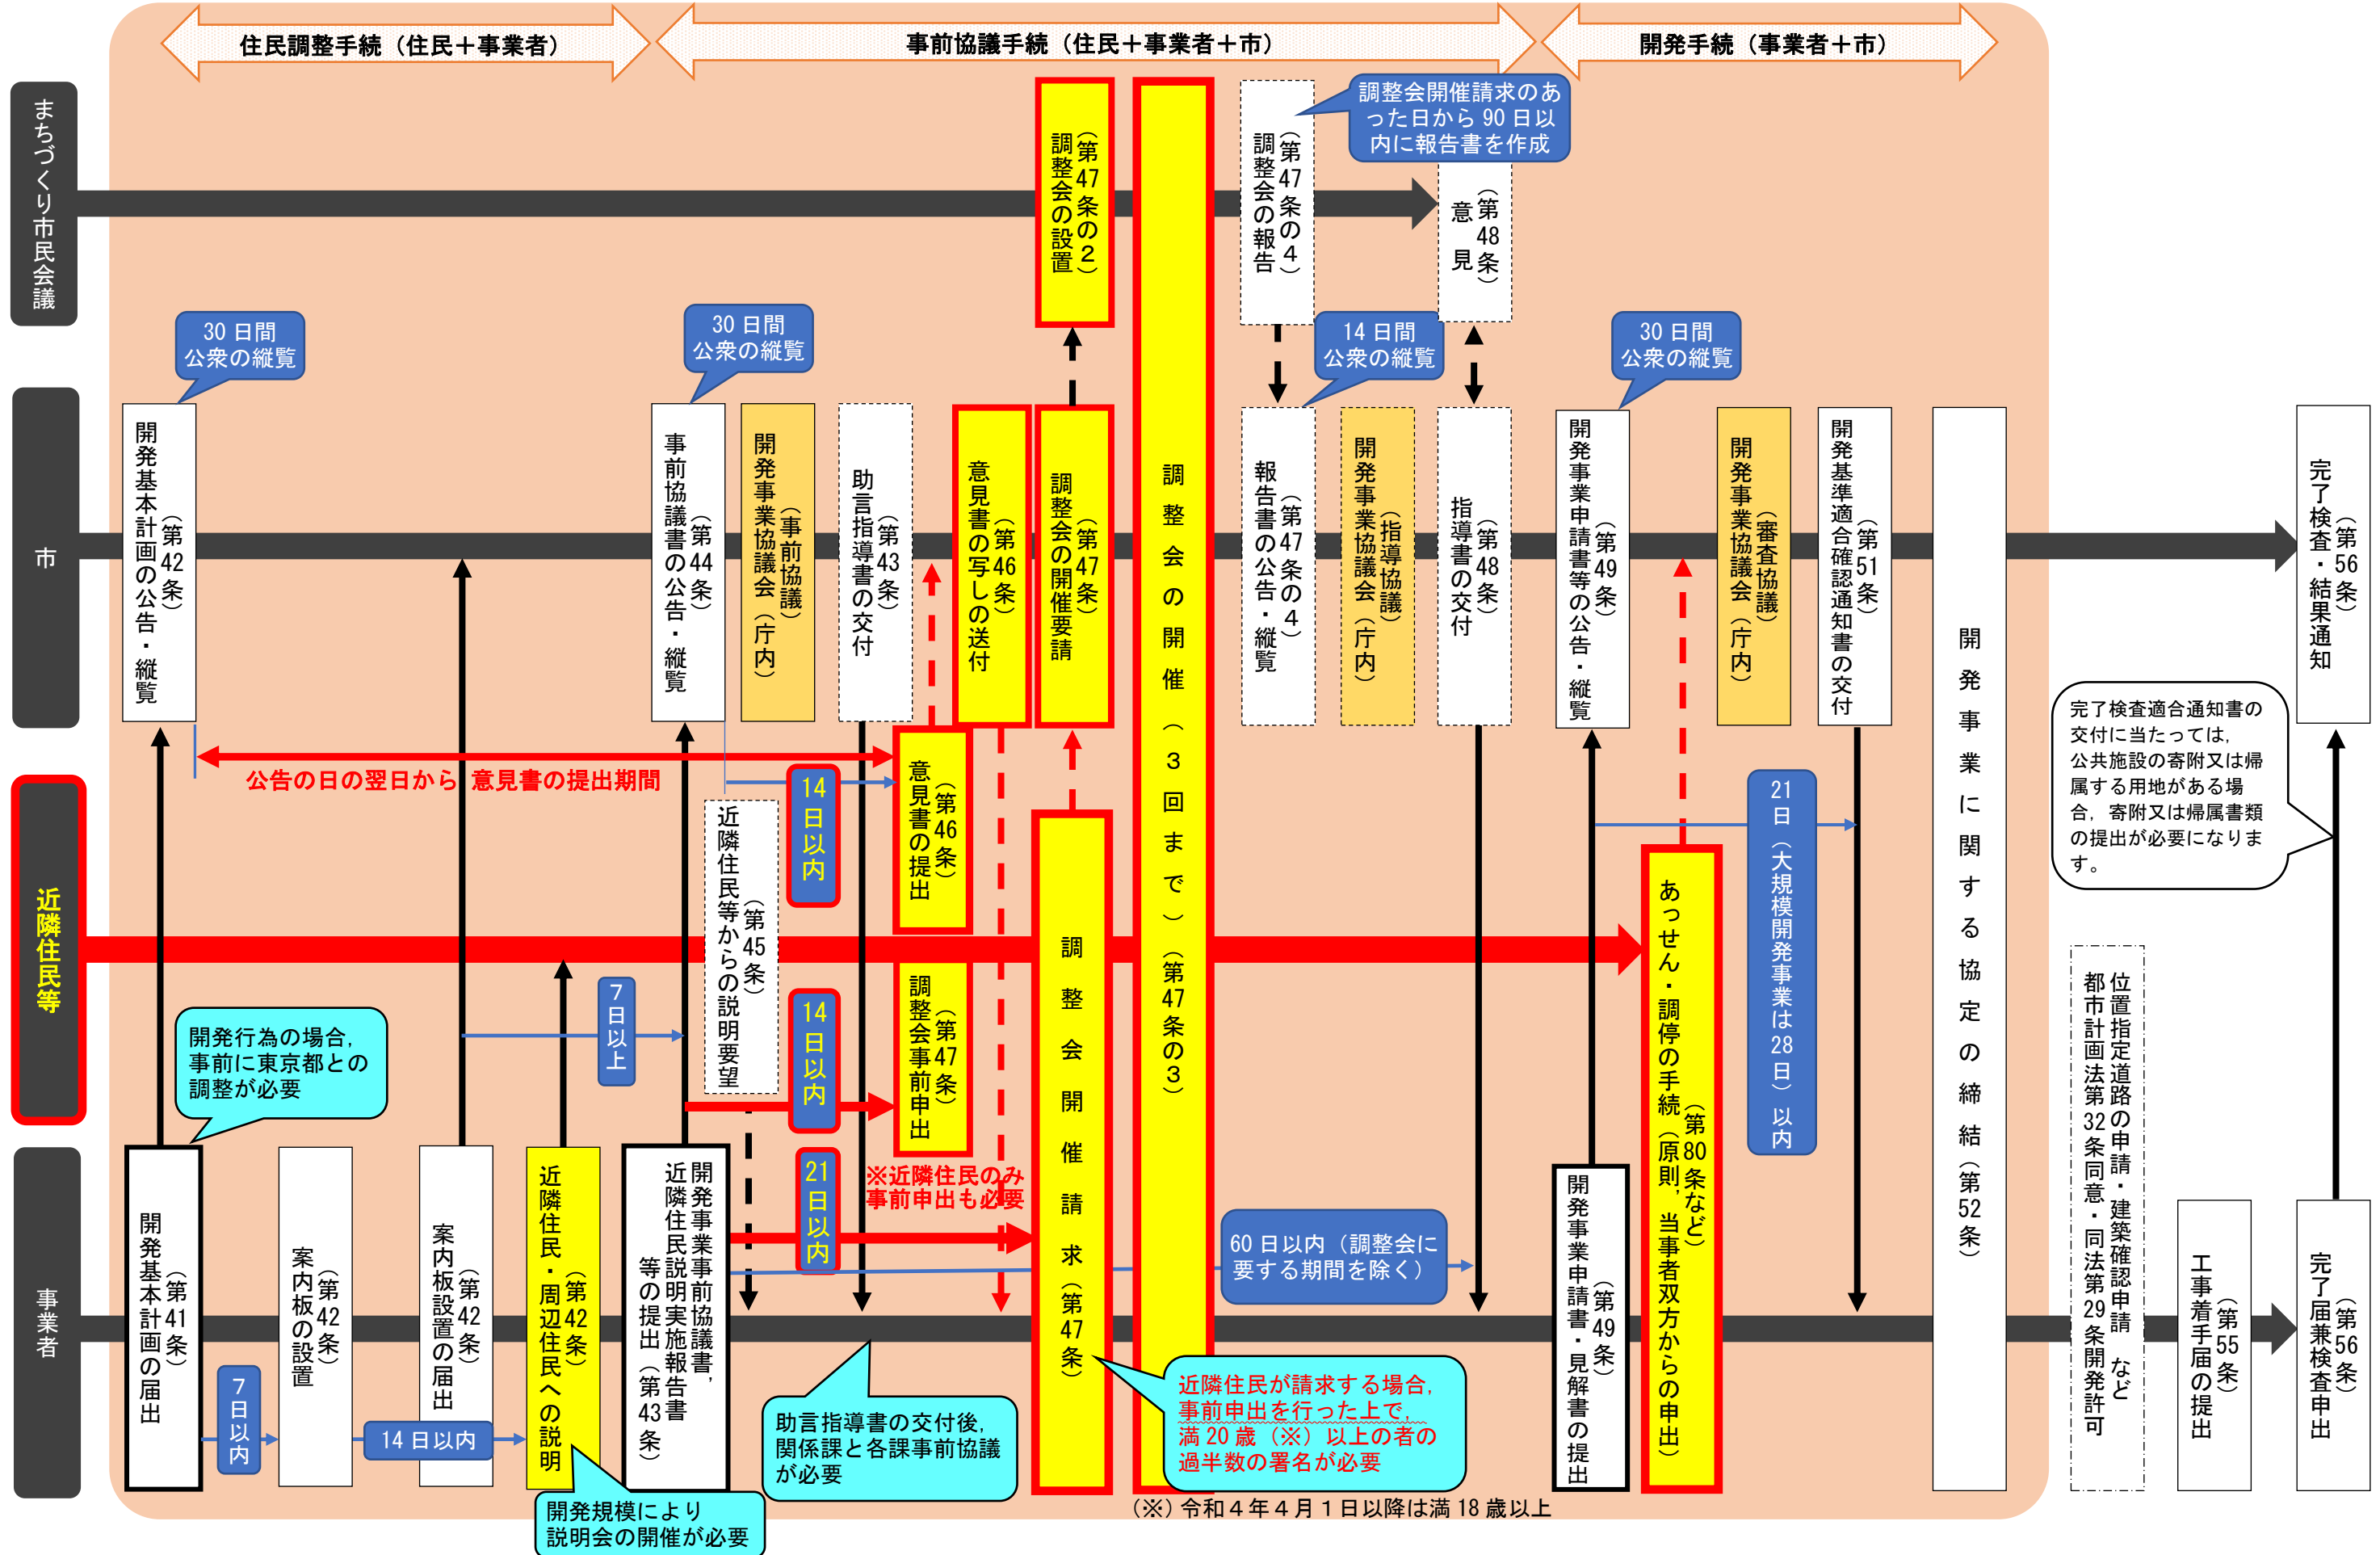 住民調整手続（住民＋事業者）
事前協議手続（住民＋事業者＋市）
開発手続（事業者＋市）
まちづくり市民会議
調整会の設置
（第47条の２）
調整会の報告
（第47条の４）
調整会開催請求のあ
った日から 90 日以
内に報告書を作成
意見
（第48条）
市
30 日間
公衆の縦覧
30 日間
公衆の縦覧
14 日間
公衆の縦覧
30 日間
公衆の縦覧
開発基本計画の公告・縦覧
（第42条）
事前協議書の公告・縦覧
（第44条）
開発事業協議会（庁内）
（事前協議）
助言指導書の交付
（第43条）
意見書の写しの送付
（第46条）
調整会の開催要請
（第47条）
調整会の開催（３回まで）（第47条の３）
報告書の公告・縦覧
（第47条の４）
開発事業協議会（庁内）
（指導協議）
指導書の交付
（第48条）
開発事業申請書等の公告・縦覧
（第49条）
開発事業協議会（庁内）
（審査協議）
開発基準適合確認通知書の交付
（第51条）
開発事業に関する協定の締結（第52条）
完了検査・結果通知
（第56条）
完了検査適合通知書の
交付に当たっては，
公共施設の寄附又は帰
属する用地がある場
合，寄附又は帰属書類
の提出が必要になりま
す。
近隣住民等
公告の日の翌日から 意見書の提出期間
14日以内
意見書の提出
（第46条）
近隣住民等からの説明要望
（第45条）
7日以上
14日以内
調整会事前申出
（第47条）
※近隣住民のみ
事前申出も必要
21日以内
調整会開催請求（第47条）
あっせん・調停の手続（原則，当事者双方からの申出）
（第80条など）
21日（大規模開発事業は28日）以内
開発行為の場合，
事前に東京都との
調整が必要
事業者
開発基本計画の届出
（第41条）
7日以内
案内板の設置
（第42条）
14 日以内
案内板設置の届出
（第42条）
近隣住民・周辺住民への説明
（第42条）
開発規模により
説明会の開催が必要
開発事業事前協議書，
近隣住民説明実施報告書
等の提出（第43条）
助言指導書の交付後，
関係課と各課事前協議
が必要
60 日以内（調整会に
要する期間を除く）
近隣住民が請求する場合，
事前申出を行った上で，
満 20 歳（※）以上の者の
過半数の署名が必要
（※）令和４年４月１日以降は満 18 歳以上
開発事業申請書・見解書の提出
（第49条）
位置指定道路の申請・建築確認申請 など
都市計画法第32条同意・同法第29条開発許可
工事着手届の提出
（第55条）
完了届兼検査申出
（第56条）